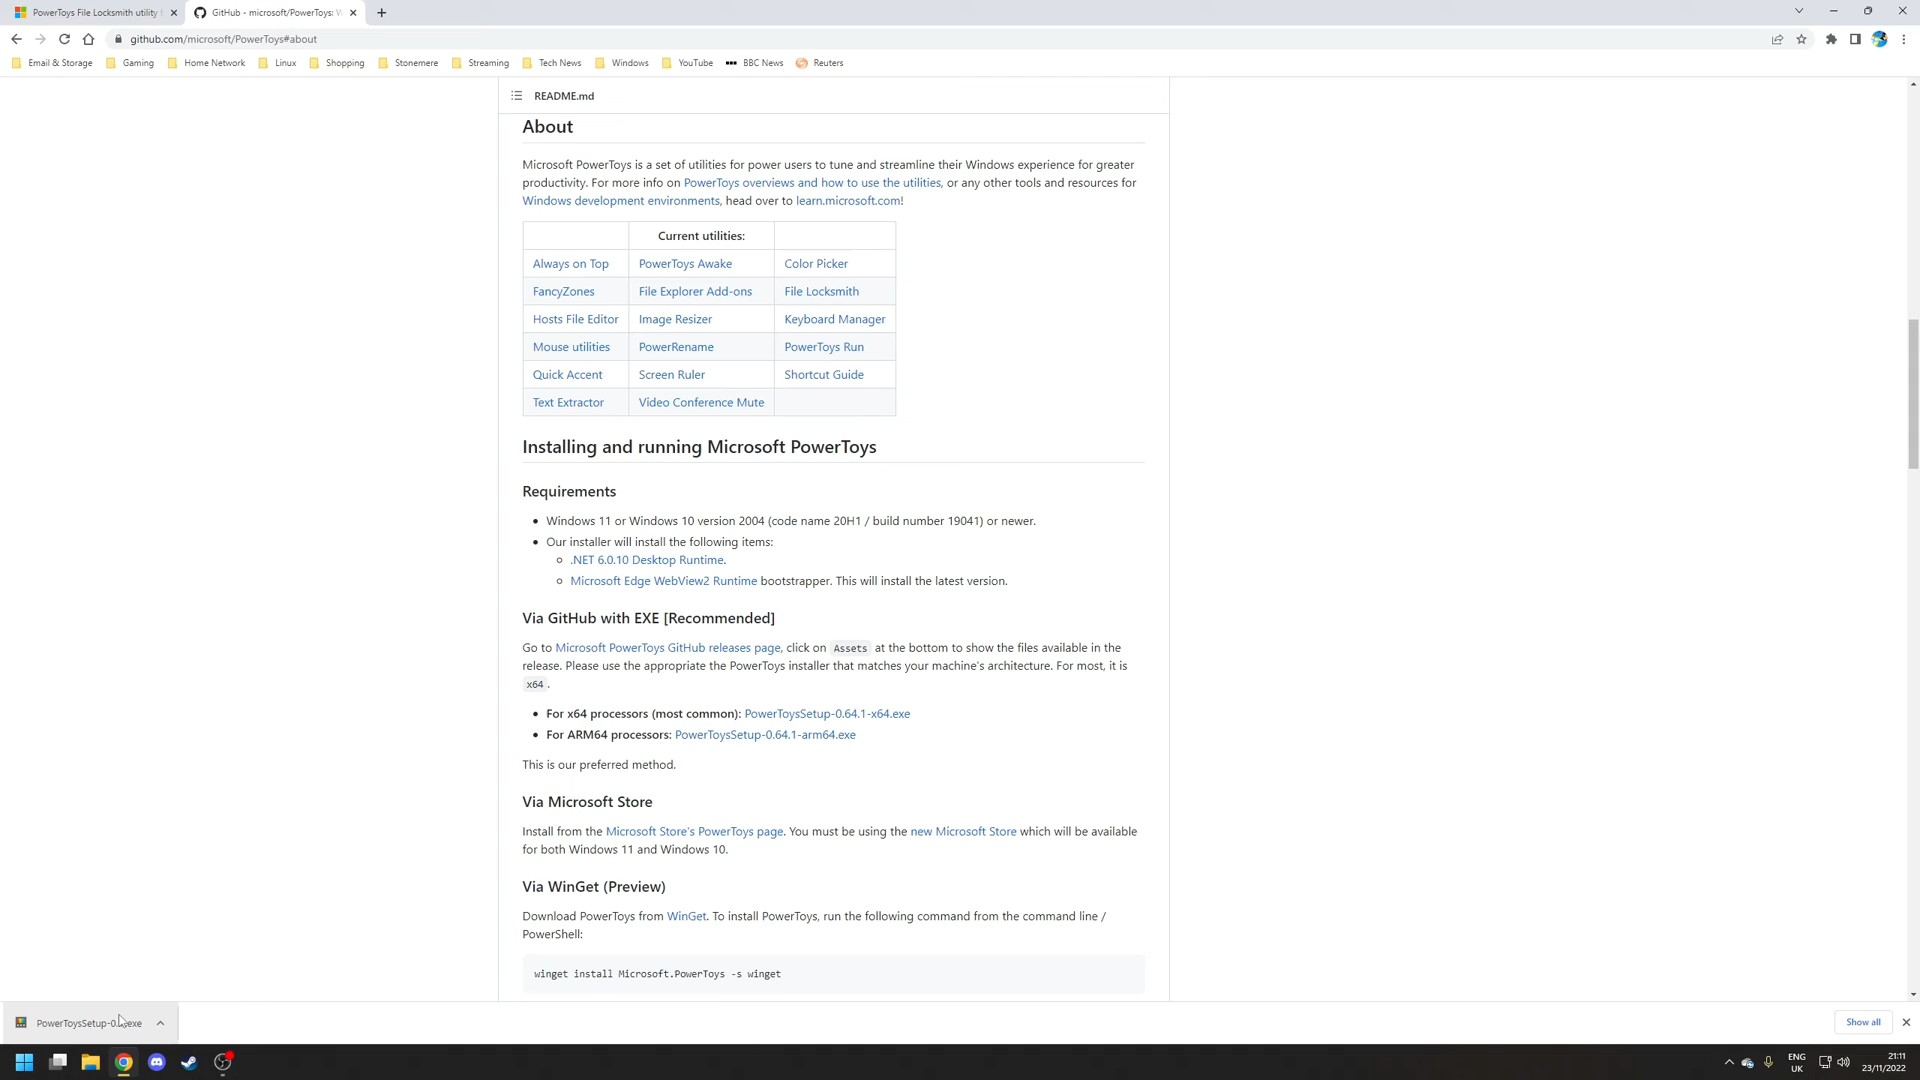 PowerToys File Locksmith utility
GitHub - microsoft/PowerToys: W
github.com/microsoft/PowerToys#about
Email & Storage
Gaming
Home Network
Linux
Shopping
Stonemere
Streaming
Tech News
Windows
YouTube
BBC News
Reuters
README.md
About
Microsoft PowerToys is a set of utilities for power users to tune and streamline their Windows experience for greater
productivity. For more info on PowerToys overviews and how to use the utilities, or any other tools and resources for
Windows development environments, head over to learn.microsoft.com!
Current utilities:
Always on Top PowerToys Awake Color Picker
FancyZones File Explorer Add-ons File Locksmith
Hosts File Editor Image Resizer Keyboard Manager
Mouse utilities PowerRename PowerToys Run
Quick Accent Screen Ruler Shortcut Guide
Text Extractor Video Conference Mute
Installing and running Microsoft PowerToys
Requirements
• Windows 11 or Windows 10 version 2004 (code name 20H1 / build number 19041) or newer.
• Our installer will install the following items:
.NET 6.0.10 Desktop Runtime.
Microsoft Edge WebView2 Runtime bootstrapper. This will install the latest version.
Via GitHub with EXE [Recommended]
Go to Microsoft PowerToys GitHub releases page, click on Assets at the bottom to show the files available in the
release. Please use the appropriate the PowerToys installer that matches your machine's architecture. For most, it is
x64 .
• For x64 processors (most common): PowerToysSetup-0.64.1-x64.exe
• For ARM64 processors: PowerToysSetup-0.64.1-arm64.exe
This is our preferred method.
Via Microsoft Store
Install from the Microsoft Store's PowerToys page. You must be using the new Microsoft Store which will be available
for both Windows 11 and Windows 10.
Via WinGet (Preview)
Download PowerToys from WinGet. To install PowerToys, run the following command from the command line /
PowerShell:
winget install Microsoft.PowerToys -s winget
Show all
ENG
UK
21:11
23/11/2022